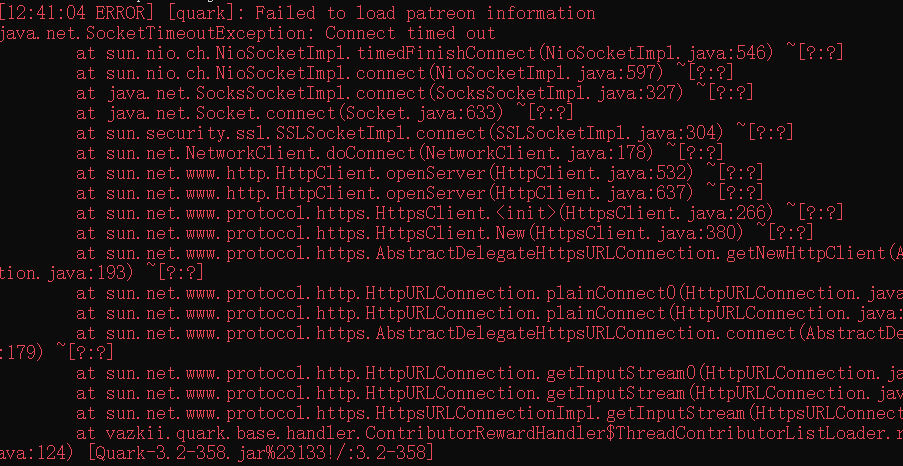 [12:41:04 ERROR] [quark]: Failed to load patreon information
java.net.SocketTimeoutException: Connect timed out
at sun.nio.ch.NioSocketImpl.timedFinishConnect(NioSocketImpl.java:546) ~[?:?]
at sun.nio.ch.NioSocketImpl.connect(NioSocketImpl.java:597) ~[?:?]
at java.net.SocksSocketImpl.connect(SocksSocketImpl.java:327) ~[?:?]
at java.net.Socket.connect(Socket.java:633) ~[?:?]
at sun.security.ssl.SSLSocketImpl.connect(SSLSocketImpl.java:304) ~[?:?]
at sun.net.NetworkClient.doConnect(NetworkClient.java:178) ~[?:?]
at sun.net.www.http.HttpClient.openServer(HttpClient.java:532) ~[?:?]
at sun.net.www.http.HttpClient.openServer(HttpClient.java:637) ~[?:?]
at sun.net.www.protocol.https.HttpsClient.<init>(HttpsClient.java:266) ~[?:?]
at sun.net.www.protocol.https.HttpsClient.New(HttpsClient.java:380) ~[?:?]
at sun.net.www.protocol.https.AbstractDelegateHttpsURLConnection.getNewHttpClient(A
tion.java:193) ~[?:?]
at sun.net.www.protocol.http.HttpURLConnection.plainConnect0(HttpURLConnection.java
at sun.net.www.protocol.http.HttpURLConnection.plainConnect(HttpURLConnection.java:
at sun.net.www.protocol.https.AbstractDelegateHttpsURLConnection.connect(AbstractDe
:179) ~[?:?]
at sun.net.www.protocol.http.HttpURLConnection.getInputStream0(HttpURLConnection.ja
at sun.net.www.protocol.http.HttpURLConnection.getInputStream(HttpURLConnection.jav
at sun.net.www.protocol.https.HttpsURLConnectionImpl.getInputStream(HttpsURLConnect
at vazkii.quark.base.handler.ContributorRewardHandler$ThreadContributorListLoader.r
ava:124) [Quark-3.2-358.jar%23133!/:3.2-358]